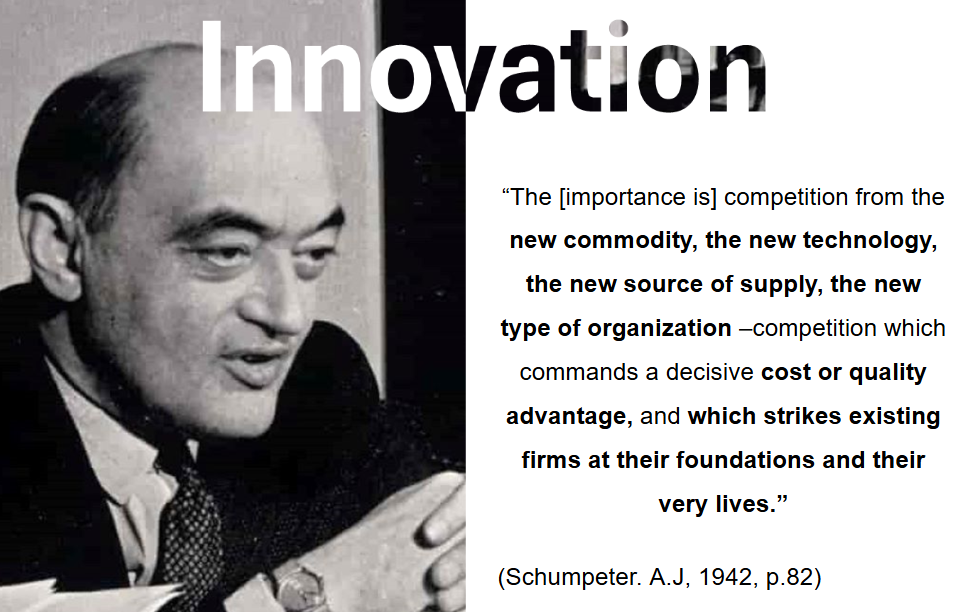 Innovation
“The [importance is] competition from the
new commodity, the new technology,
the new source of supply, the new
type of organization –competition which
commands a decisive cost or quality
advantage, and which strikes existing
firms at their foundations and their
very lives.”
(Schumpeter. A.J, 1942, p.82)